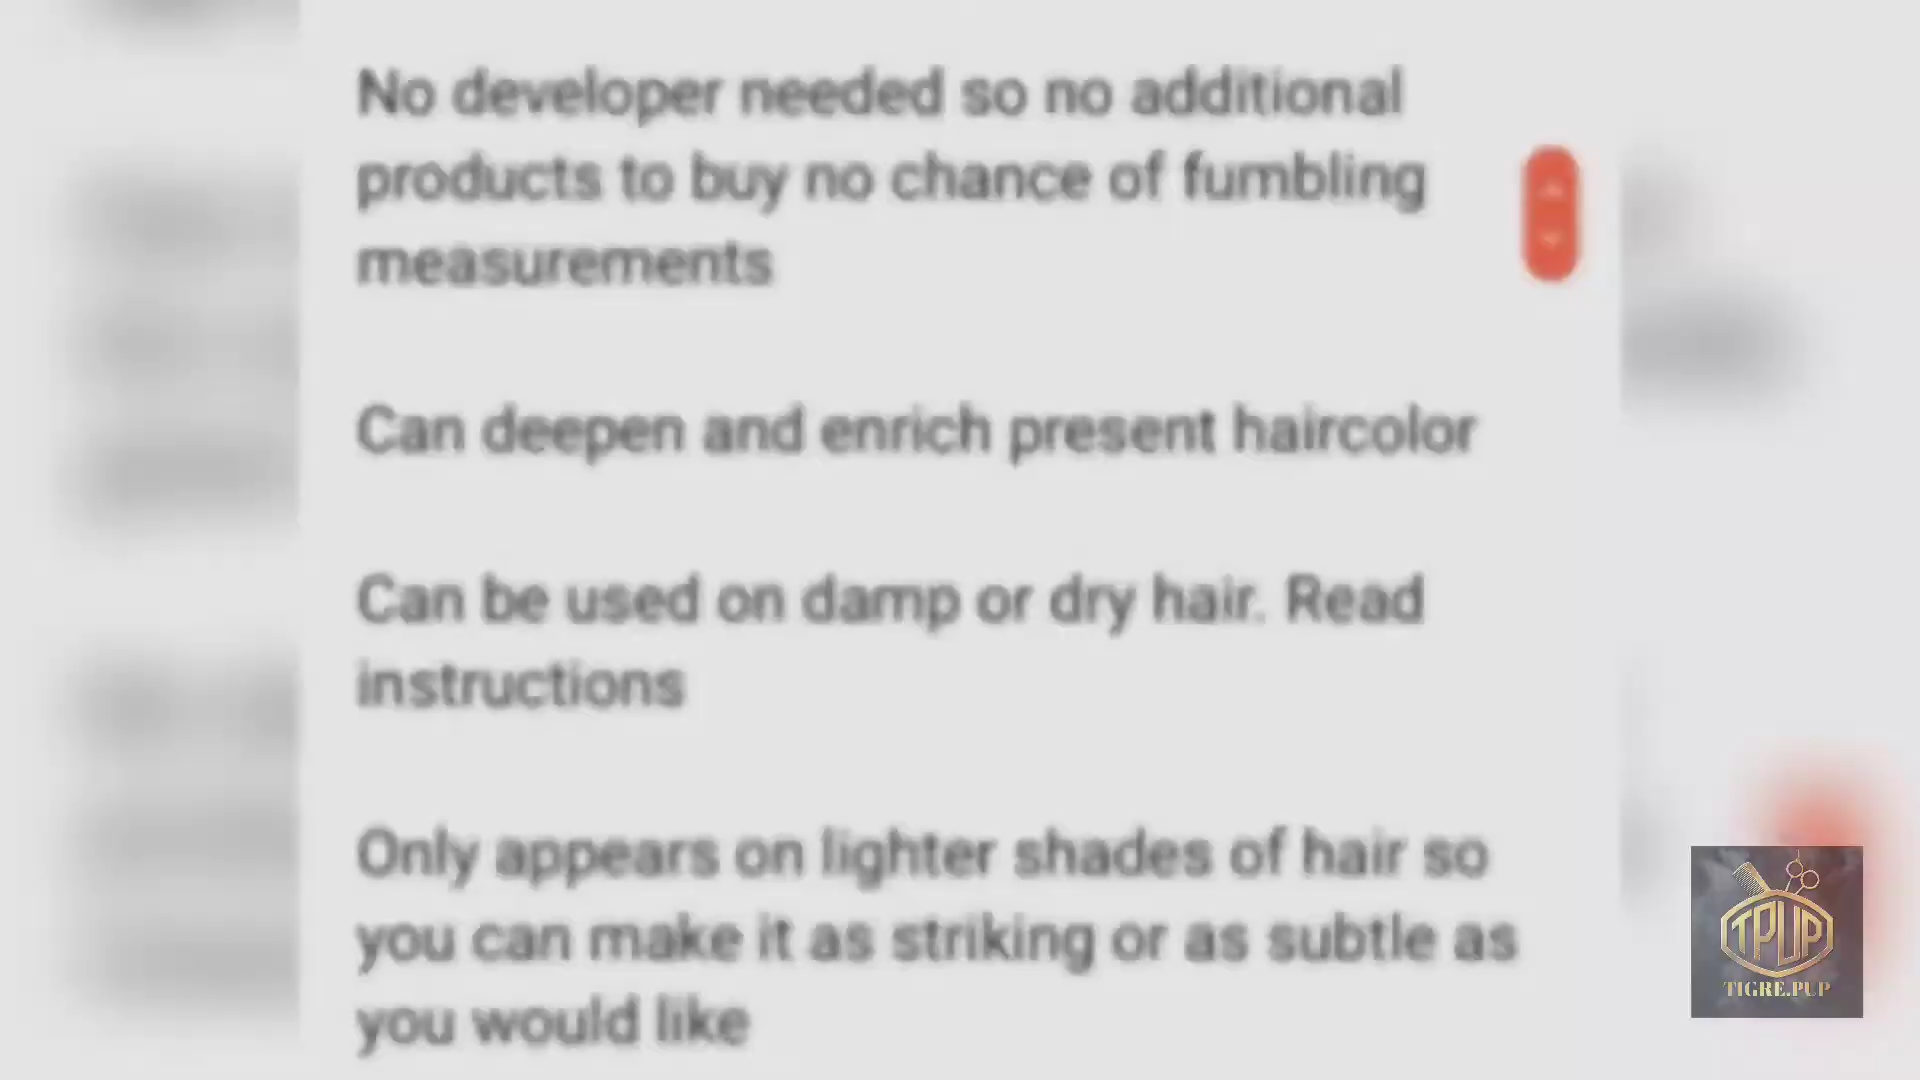 No developer needed so no additional
products to buy no chance of fumbling
measurements
Can deepen and enrich present haircolor
Can be used on damp or dry hair. Read
instructions
Only appears on lighter shades of hair so
you can make it as striking or as subtle as
you would like
TPUP
TIGRE.PUP